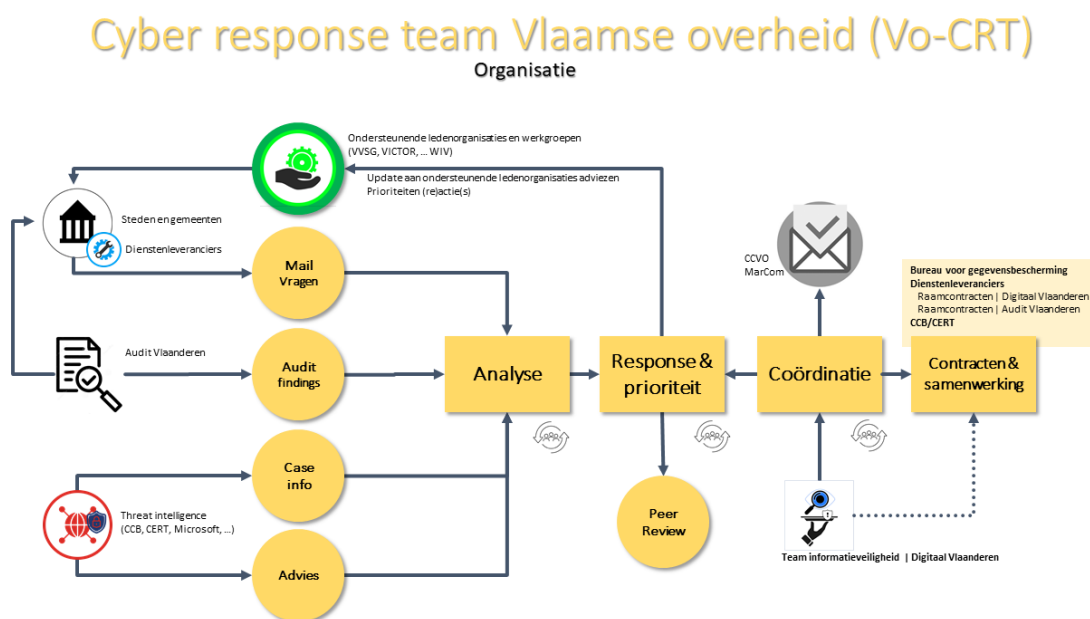 Cyber response team Vlaamse overheid (Vo-CRT)
Organisatie
Ondersteunende ledenorganisaties en werkgroepen
(VVSG, VICTOR, ... WIV)
Update aan ondersteunende ledenorganisaties adviezen
Prioriteiten (re)actie(s)
Steden en gemeenten
Dienstenleveranciers
Mail
Vragen
CCVO
MarCom
Bureau voor gegevensbescherming
Dienstenleveranciers
Raamcontracten | Digitaal Vlaanderen
Raamcontracten | Audit Vlaanderen
CCB/CERT
Audit Vlaanderen
Audit
findings
Analyse
Response &
prioriteit
Coördinatie
Contracten &
samenwerking
Case
info
Threat intelligence
(CCB, CERT, Microsoft, ...)
Peer
Review
Advies
Team informatieveiligheid | Digitaal Vlaanderen